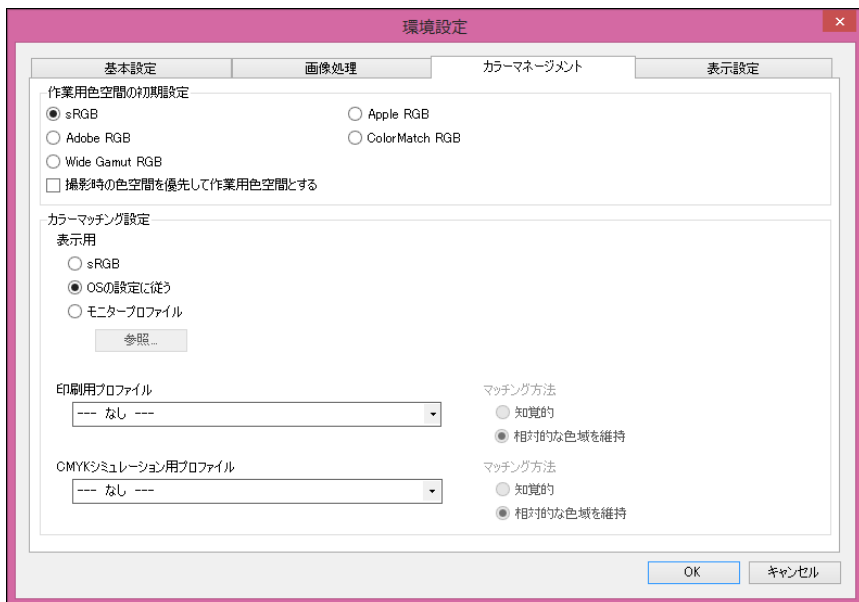 環境設定
基本設定 画像処理 カラーマネージメント 表示設定
作業用色空間の初期設定
sRGB Apple RGB
Adobe RGB ColorMatch RGB
Wide Gamut RGB
撮影時の色空間を優先して作業用色空間とする
カラーマッチング設定
表示用
sRGB
OSの設定に従う
モニタープロファイル
参照...
印刷用プロファイル マッチング方法
--- なし --- 知覚的
相対的な色域を維持
CMYKシミュレーション用プロファイル マッチング方法
--- なし --- 知覚的
相対的な色域を維持
OK キャンセル